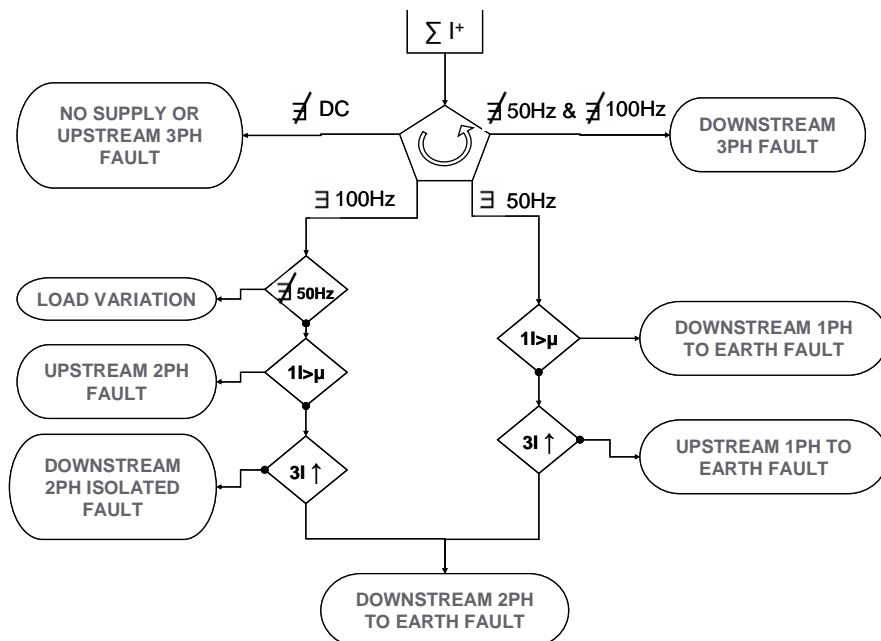 ∑ I⁺
∄ DC
∄ 50Hz & ∄ 100Hz
NO SUPPLY OR
UPSTREAM 3PH
FAULT
DOWNSTREAM
3PH FAULT
∃ 100Hz
∃ 50Hz
∄ 50Hz
LOAD VARIATION
1I>µ
DOWNSTREAM 1PH
TO EARTH FAULT
UPSTREAM 2PH
FAULT
1I>µ
3I ↑
UPSTREAM 1PH TO
EARTH FAULT
DOWNSTREAM
2PH ISOLATED
FAULT
3I ↑
DOWNSTREAM 2PH
TO EARTH FAULT